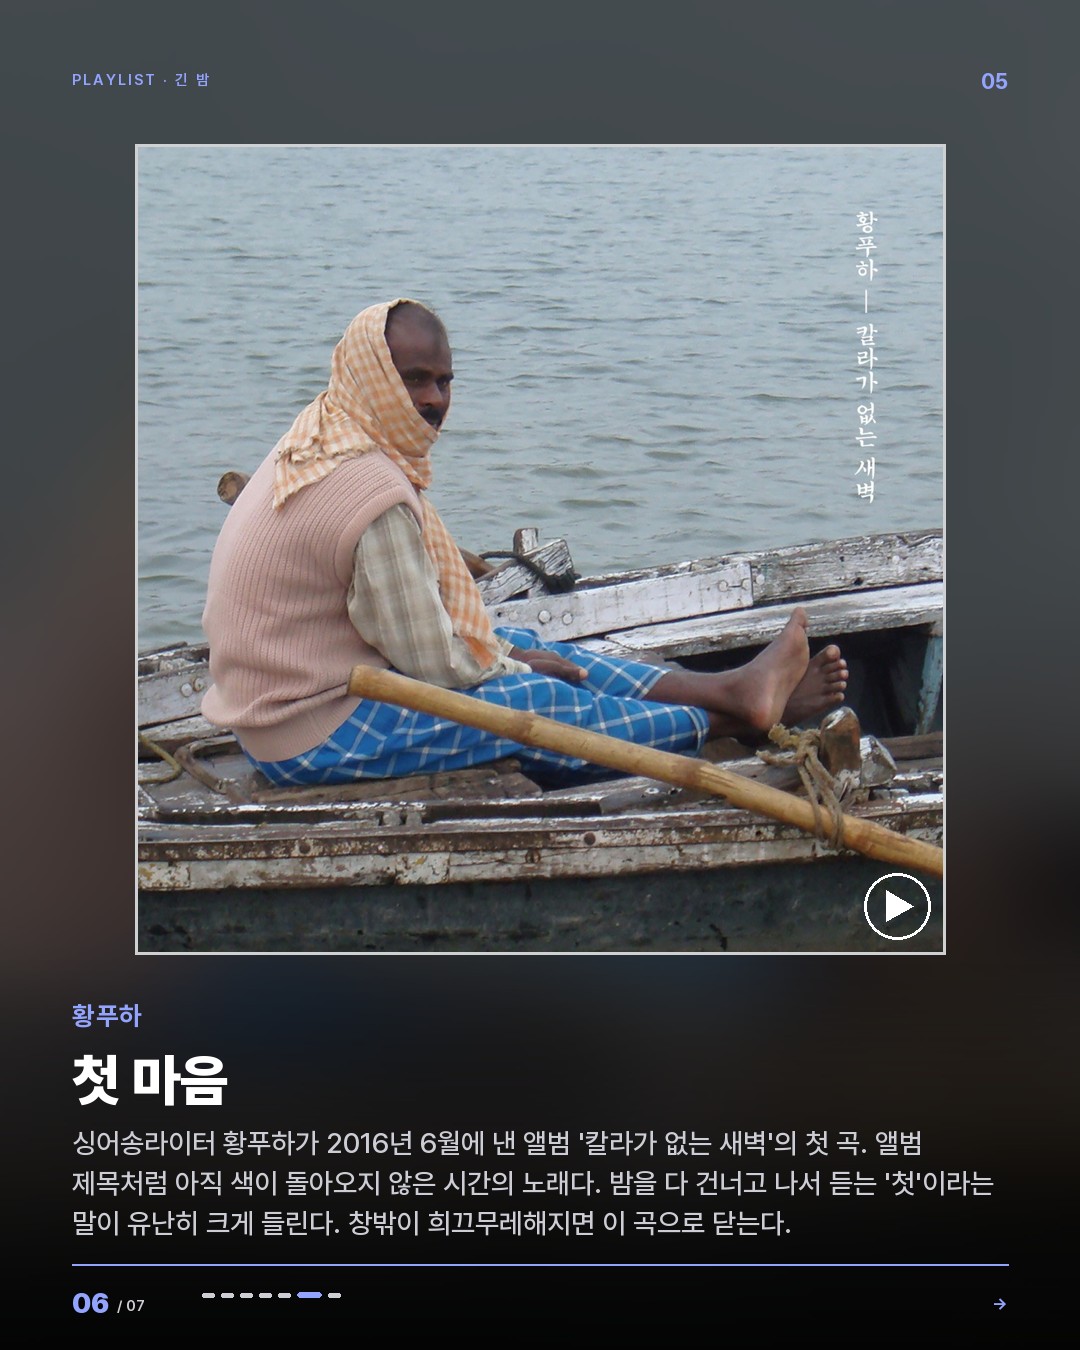 PLAYLIST · 긴 밤
05
황푸하 — 칼라가 없는 새벽
황푸하
첫 마음
싱어송라이터 황푸하가 2016년 6월에 낸 앨범 '칼라가 없는 새벽'의 첫 곡. 앨범
제목처럼 아직 색이 돌아오지 않은 시간의 노래다. 밤을 다 건너고 나서 듣는 '첫'이라는
말이 유난히 크게 들린다. 창밖이 희끄무레해지면 이 곡으로 닫는다.
06 / 07
→